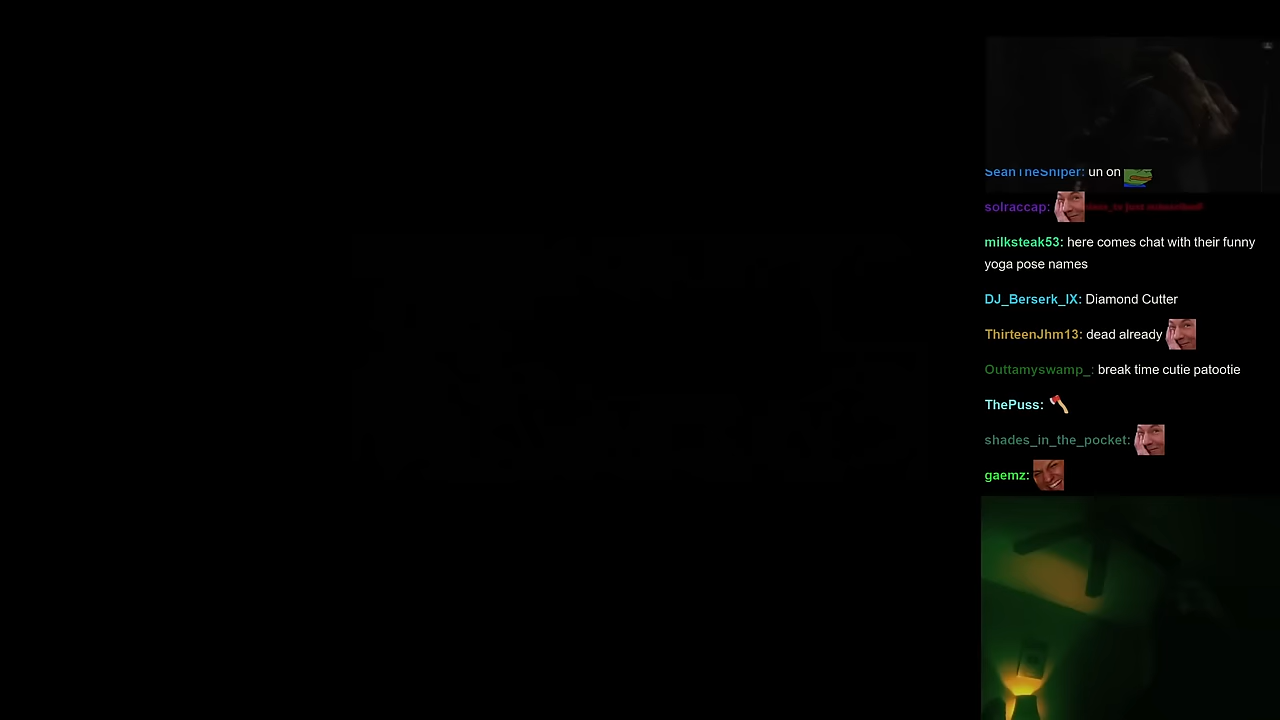 SeanTheSniper: un on
solraccap:
milksteak53: here comes chat with their funny
yoga pose names
DJ_Berserk_IX: Diamond Cutter
ThirteenJhm13: dead already
Outtamyswamp_: break time cutie patootie
ThePuss:
shades_in_the_pocket:
gaemz: